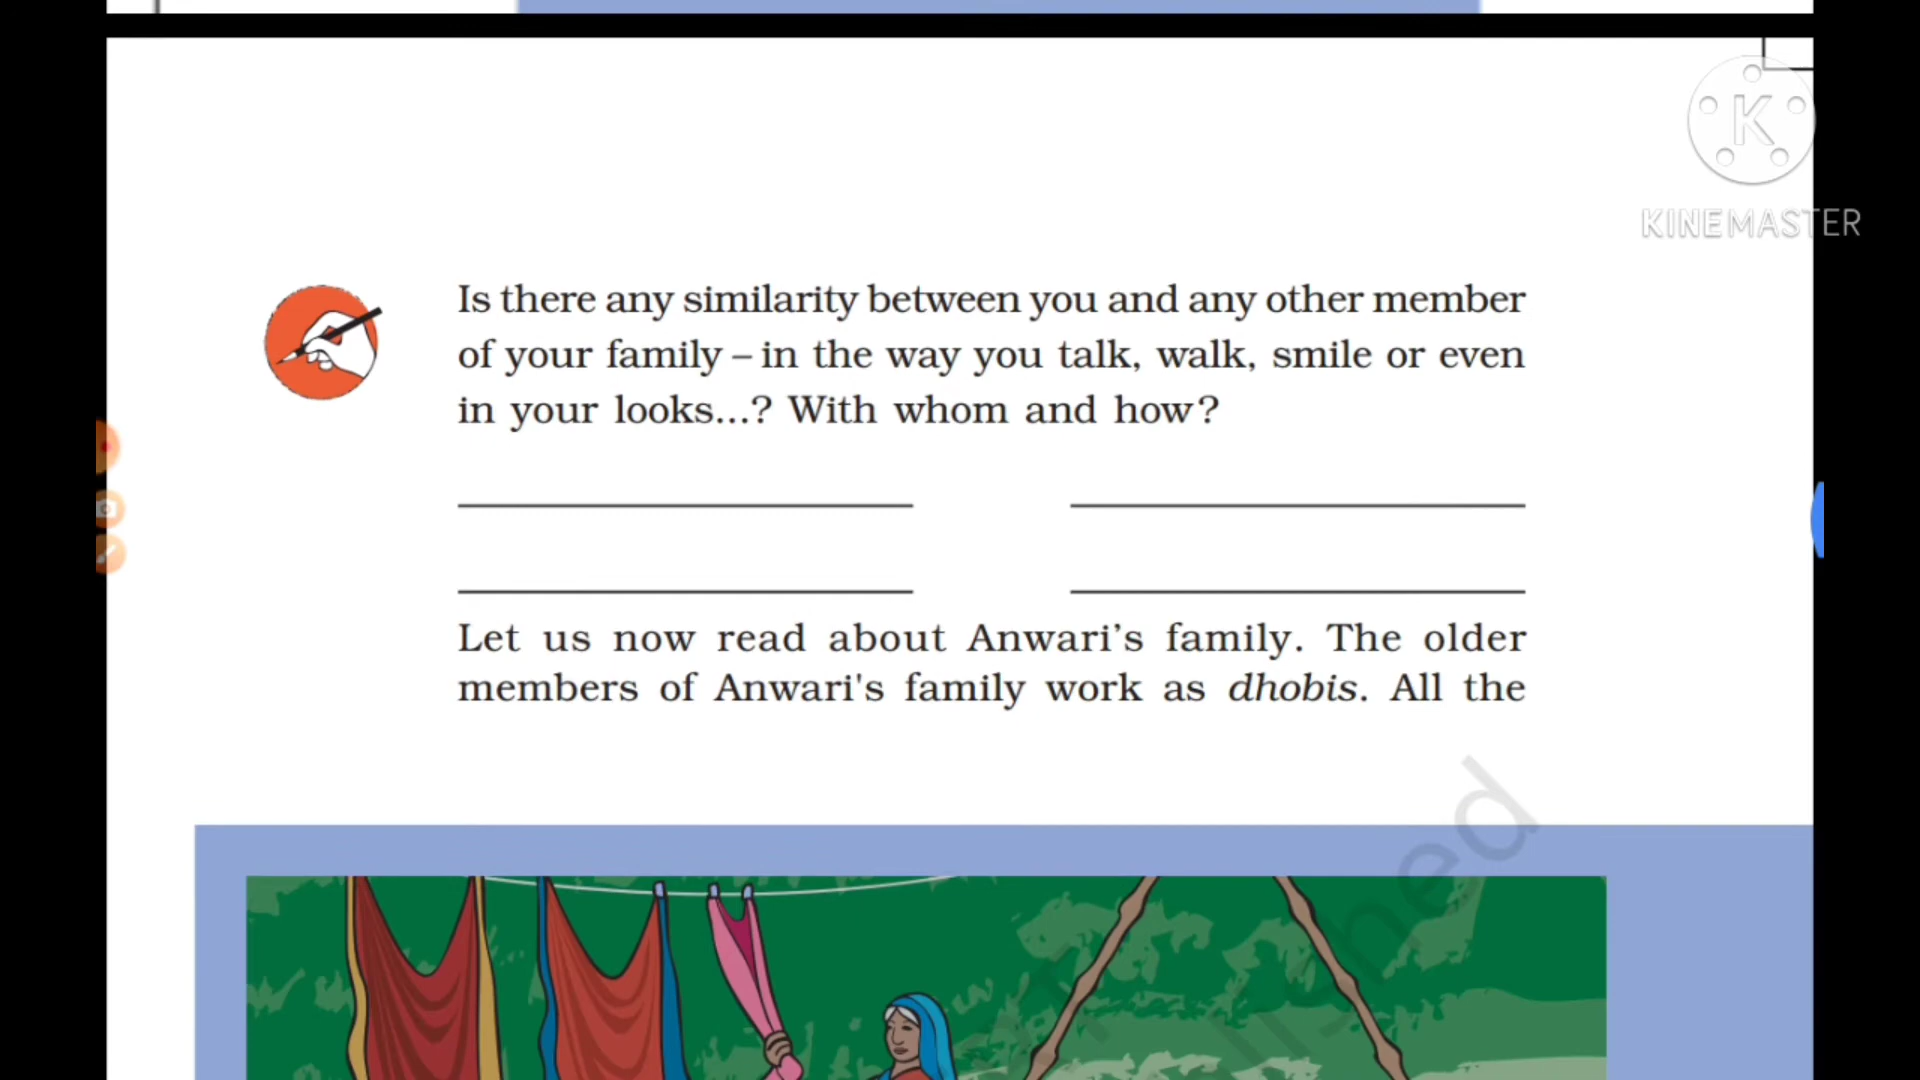 K
KINEMASTER
Is there any similarity between you and any other member
of your family – in the way you talk, walk, smile or even
in your looks...? With whom and how?
Let us now read about Anwari’s family. The older
members of Anwari's family work as dhobis. All the